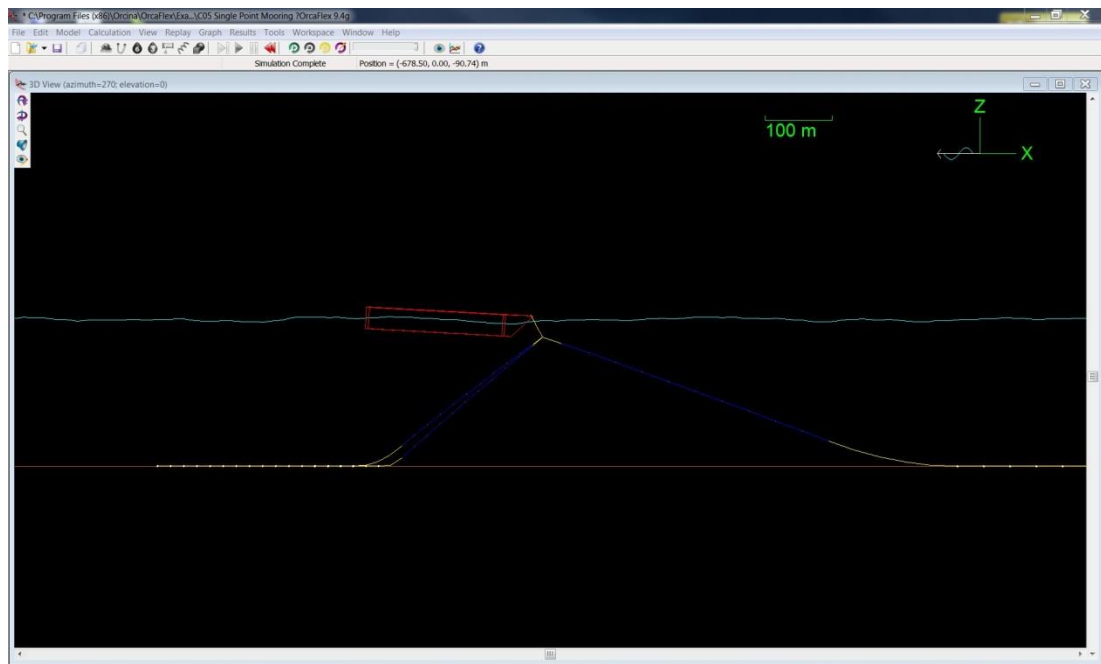 * C:\Program Files (x86)\Orcina\OrcaFlex\Exa...\C05 Single Point Mooring ?OrcaFlex 9.4g
File Edit Model Calculation View Replay Graph Results Tools Workspace Window Help
Simulation Complete Position = (-678.50, 0.00, -90.74) m
3D View (azimuth=270; elevation=0)
Z
100 m
X